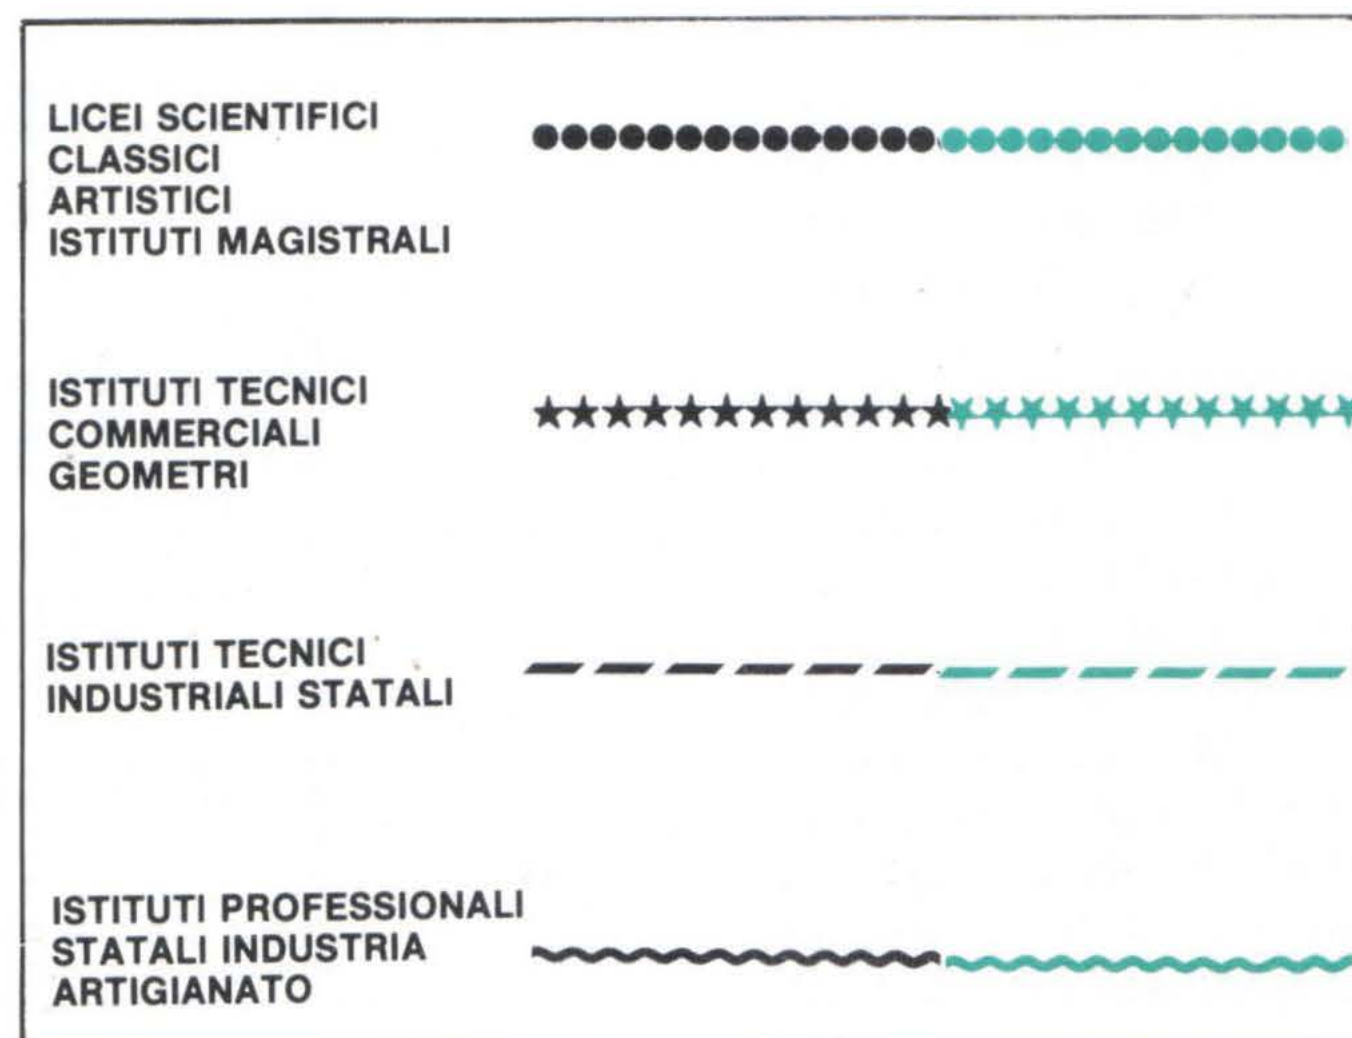 LICEI SCIENTIFICI
CLASSICI
ARTISTICI
ISTITUTI MAGISTRALI
ISTITUTI TECNICI
COMMERCIALI
GEOMETRI
ISTITUTI TECNICI
INDUSTRIALI STATALI
ISTITUTI PROFESSIONALI
STATALI INDUSTRIA
ARTIGIANATO